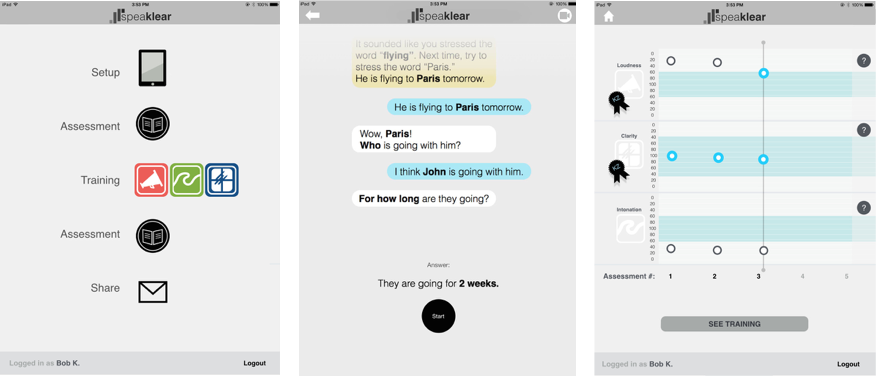 iPad 3:53 PM 100%
speaklear
Setup
Assessment
Training
Assessment
Share
Logged in as Bob K. Logout
iPad 3:53 PM 100%
speaklear
It sounded like you stressed the
word "flying". Next time, try to
stress the word "Paris."
He is flying to Paris tomorrow.
He is flying to Paris tomorrow.
Wow, Paris!
Who is going with him?
I think John is going with him.
For how long are they going?
Answer:
They are going for 2 weeks.
Start
iPad 3:53 PM 100%
speaklear
Loudness
0
20
40
60
80
100
80
60
40
20
0
?
KZ
Clarity
0
20
40
60
80
100
80
60
40
20
0
?
KZ
Intonation
0
20
40
60
80
100
80
60
40
20
0
?
Assessment #: 1 2 3 4 5
SEE TRAINING
Logged in as Bob K. Logout